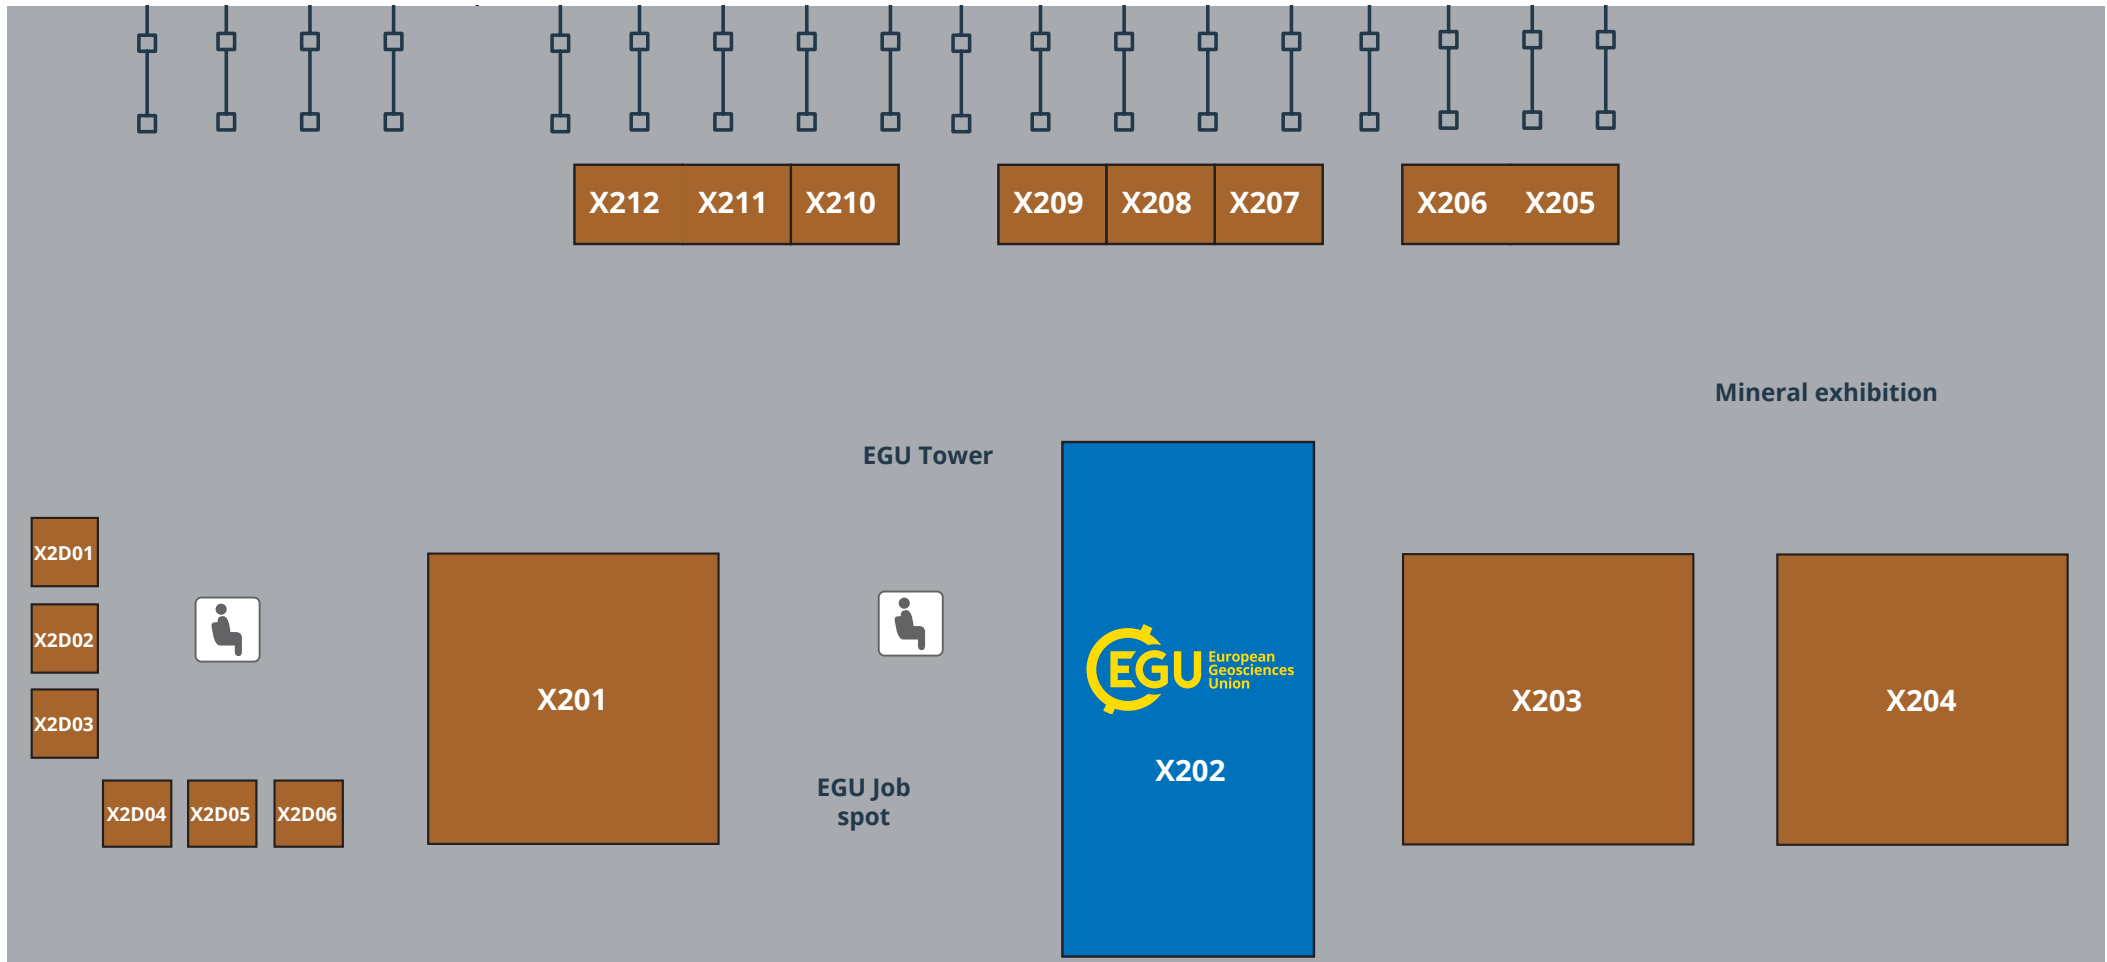 X212 X211 X210 X209 X208 X207 X206 X205
Mineral exhibition
EGU Tower
X2D01
X2D02
X2D03
X2D04 X2D05 X2D06
X201
EGU Job
spot
EGU European
Geosciences
Union
X202
X203
X204